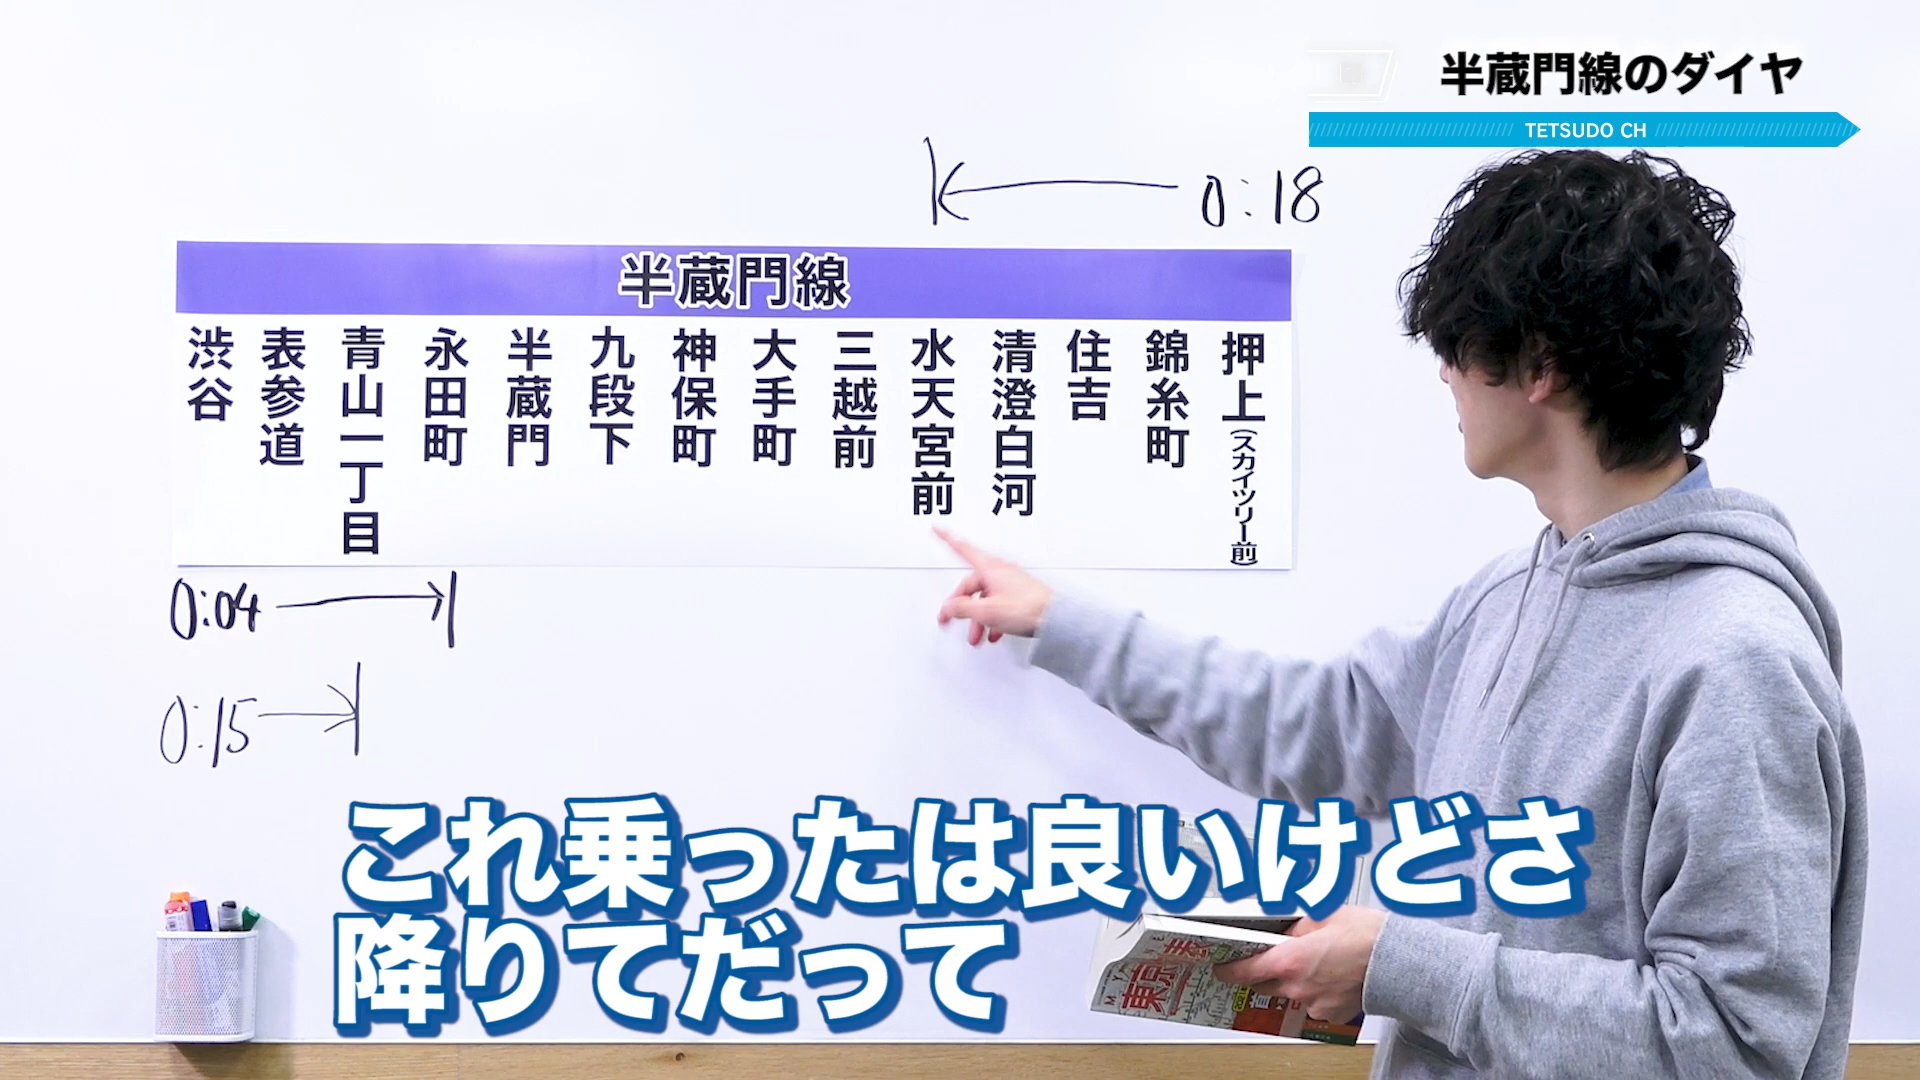 半蔵門線のダイヤ
TETSUDO CH
0:18
半蔵門線
渋谷
表参道
青山一丁目
永田町
半蔵門
九段下
神保町
大手町
三越前
水天宮前
清澄白河
住吉
錦糸町
押上(スカイツリー前)
0:04
0:15
これ乗ったは良いけどさ
降りてだって
東京